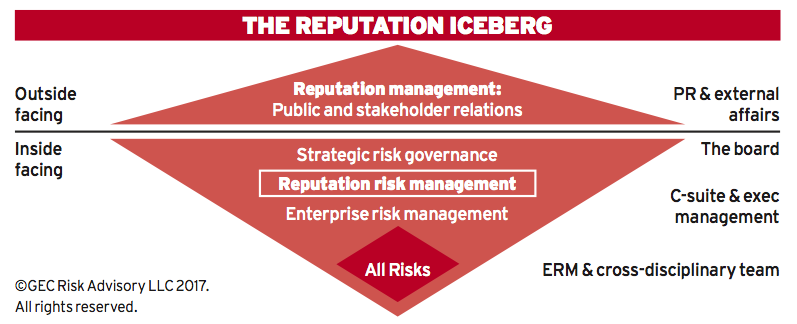 THE REPUTATION ICEBERG
Outside
facing
Reputation management:
Public and stakeholder relations
PR & external
affairs
Inside
facing
Strategic risk governance
The board
Reputation risk management
C-suite & exec
management
Enterprise risk management
All Risks
ERM & cross-disciplinary team
©GEC Risk Advisory LLC 2017.
All rights reserved.